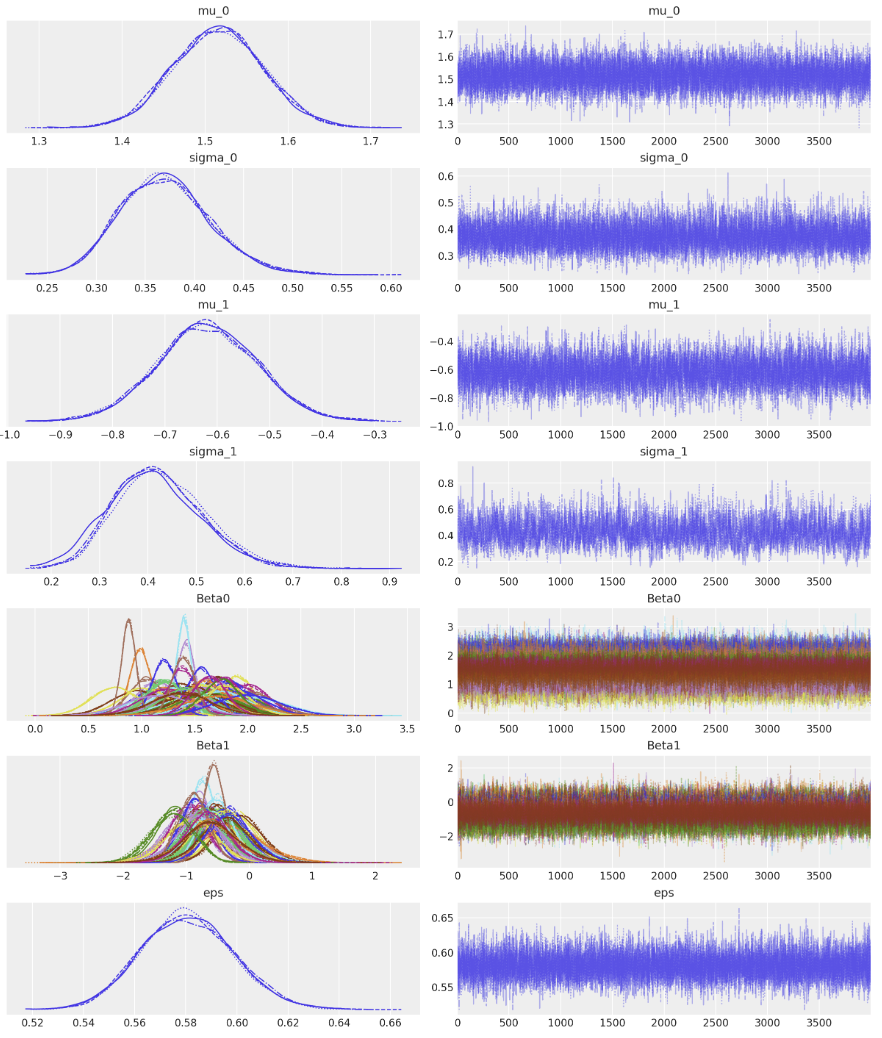 mu_0 mu_0
1.7
1.6
1.5
1.4
1.3
1.3 1.4 1.5 1.6 1.7 0 500 1000 1500 2000 2500 3000 3500
sigma_0 sigma_0
0.6
0.5
0.4
0.3
0.25 0.30 0.35 0.40 0.45 0.50 0.55 0.60 0 500 1000 1500 2000 2500 3000 3500
mu_1 mu_1
−0.4
−0.6
−0.8
−1.0
−1.0 −0.9 −0.8 −0.7 −0.6 −0.5 −0.4 −0.3 0 500 1000 1500 2000 2500 3000 3500
sigma_1 sigma_1
0.8
0.6
0.4
0.2
0.2 0.3 0.4 0.5 0.6 0.7 0.8 0.9 0 500 1000 1500 2000 2500 3000 3500
Beta0 Beta0
3
2
1
0
0.0 0.5 1.0 1.5 2.0 2.5 3.0 3.5 0 500 1000 1500 2000 2500 3000 3500
Beta1 Beta1
2
0
−2
−3 −2 −1 0 1 2 0 500 1000 1500 2000 2500 3000 3500
eps eps
0.65
0.60
0.55
0.52 0.54 0.56 0.58 0.60 0.62 0.64 0.66 0 500 1000 1500 2000 2500 3000 3500